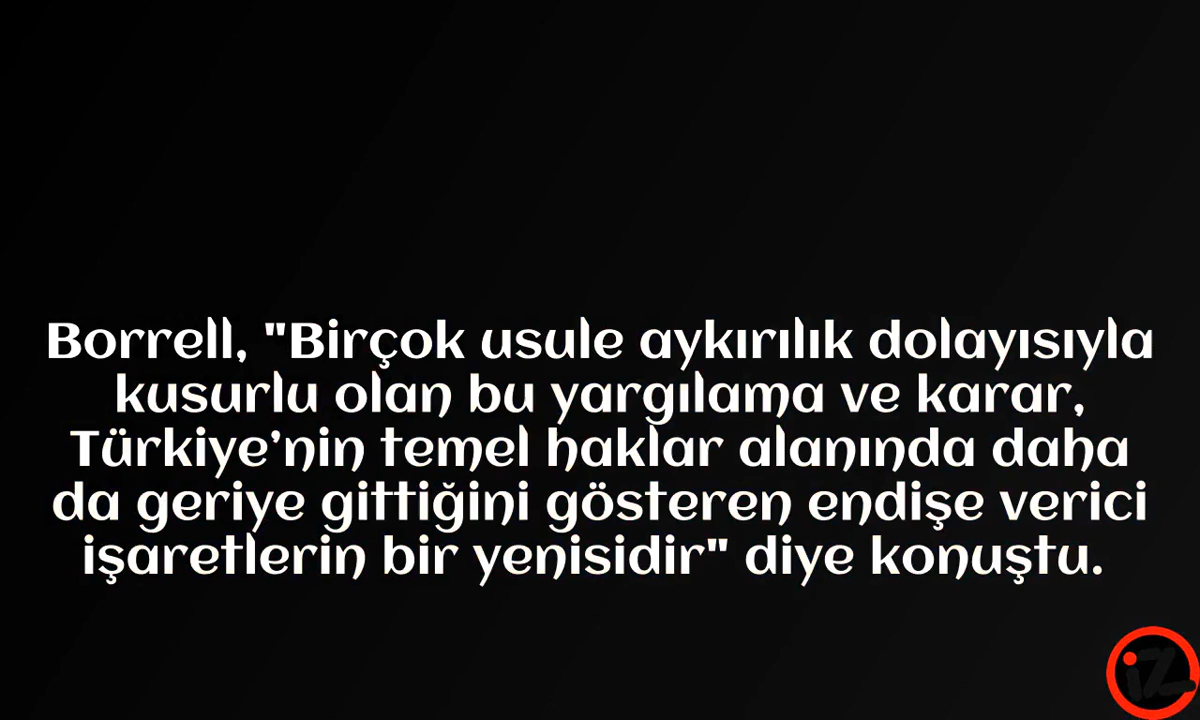 Borrell, "Birçok usule aykırılık dolayısıyla
kusurlu olan bu yargılama ve karar,
Türkiye’nin temel haklar alanında daha
da geriye gittiğini gösteren endişe verici
işaretlerin bir yenisidir" diye konuştu.
iz